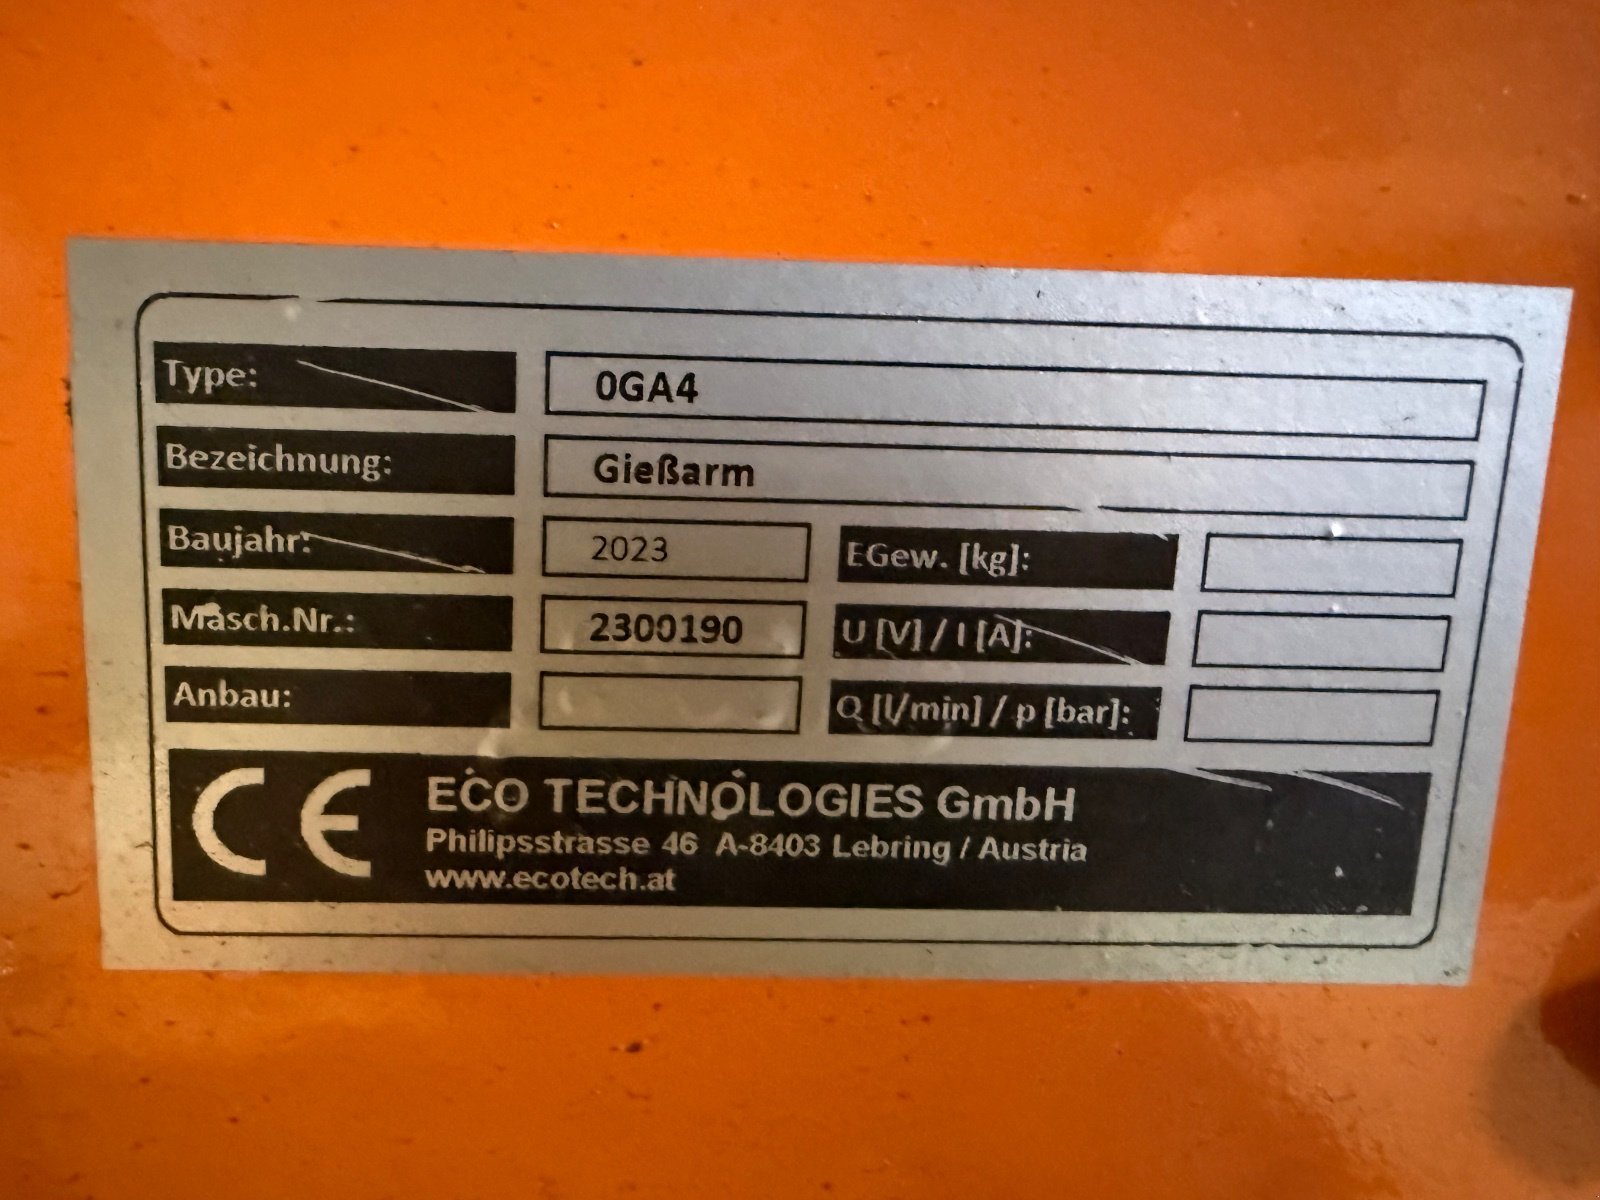 Type: 0GA4
Bezeichnung: Gießarm
Baujahr: 2023 EGew. [kg]:
Masch.Nr.: 2300190 U [V] / I [A]:
Anbau: Q [l/min] / p [bar]:
CE ECO TECHNOLOGIES GmbH
Philipsstrasse 46 A-8403 Lebring / Austria
www.ecotech.at